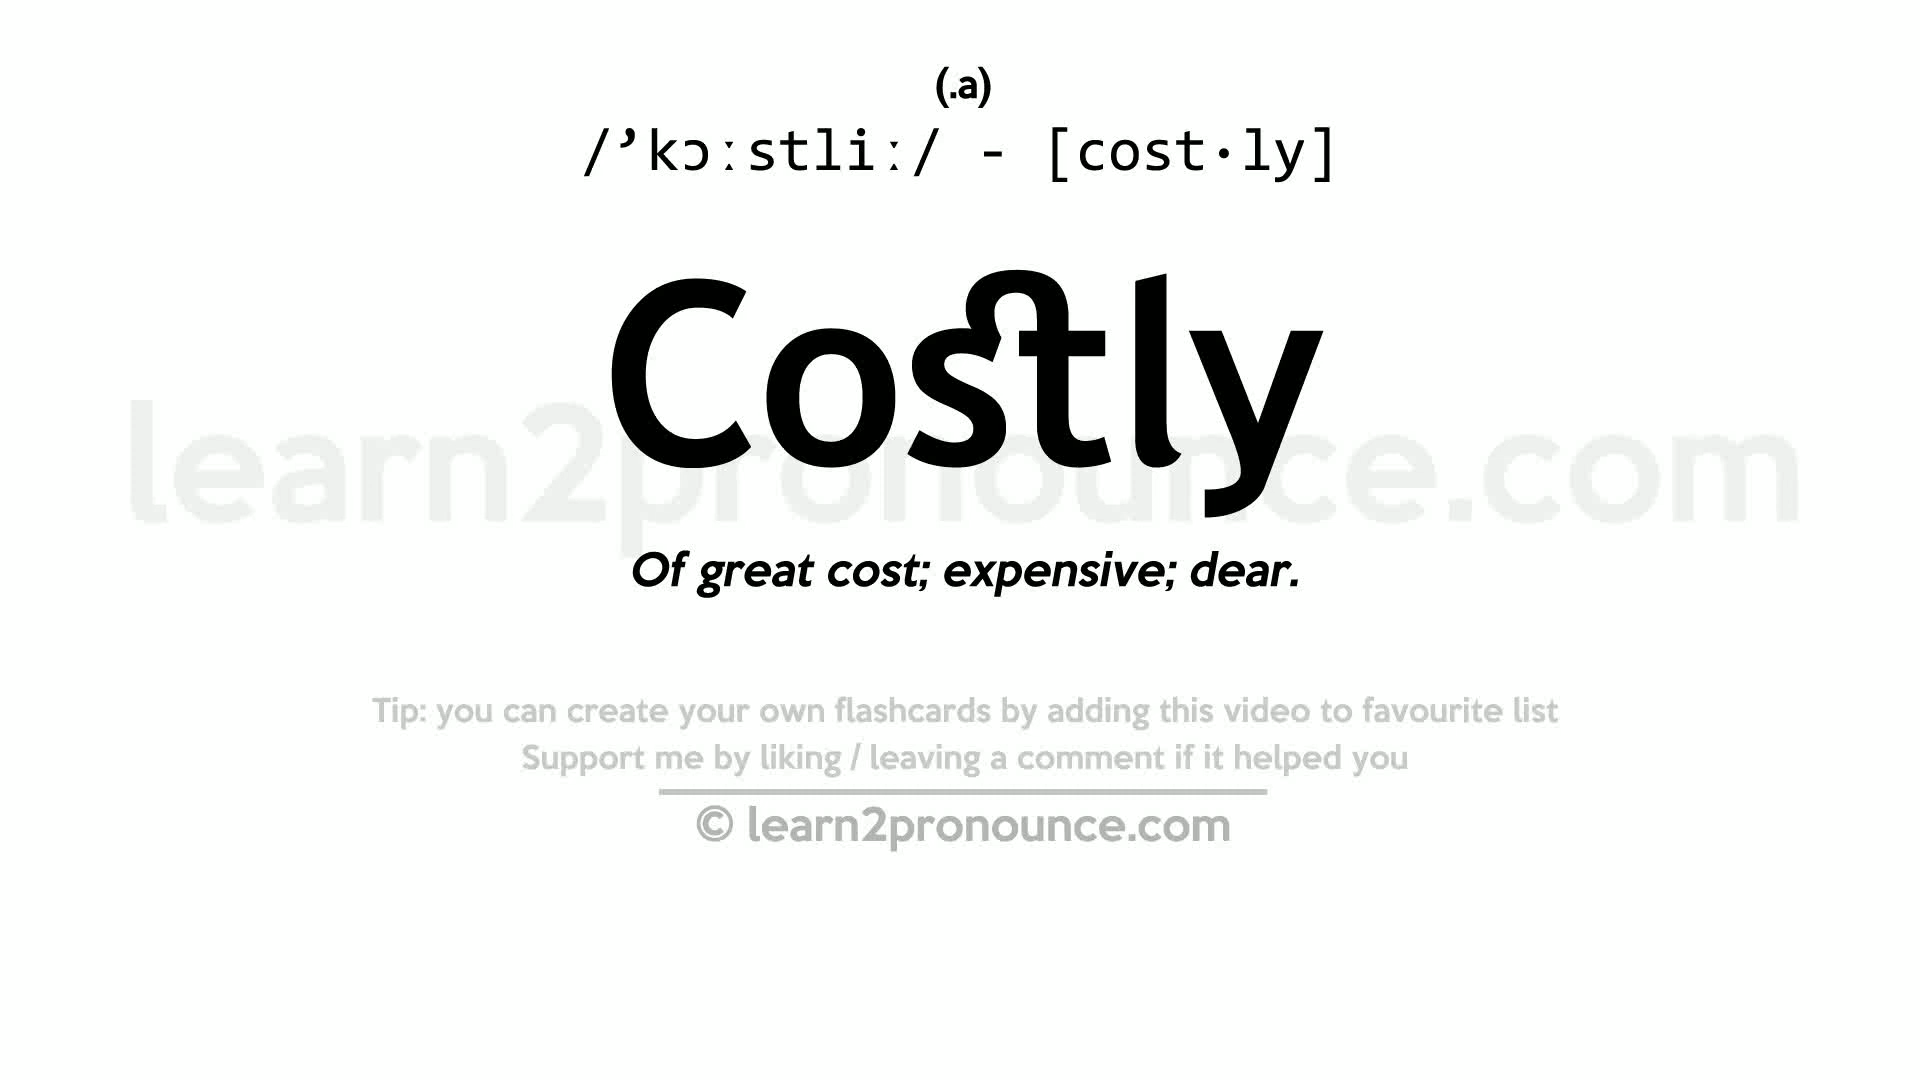 (.a)
/’kɔːstliː/ - [cost·ly]
Costly
learn2pronounce.com
Of great cost; expensive; dear.
Tip: you can create your own flashcards by adding this video to favourite list
Support me by liking / leaving a comment if it helped you
© learn2pronounce.com